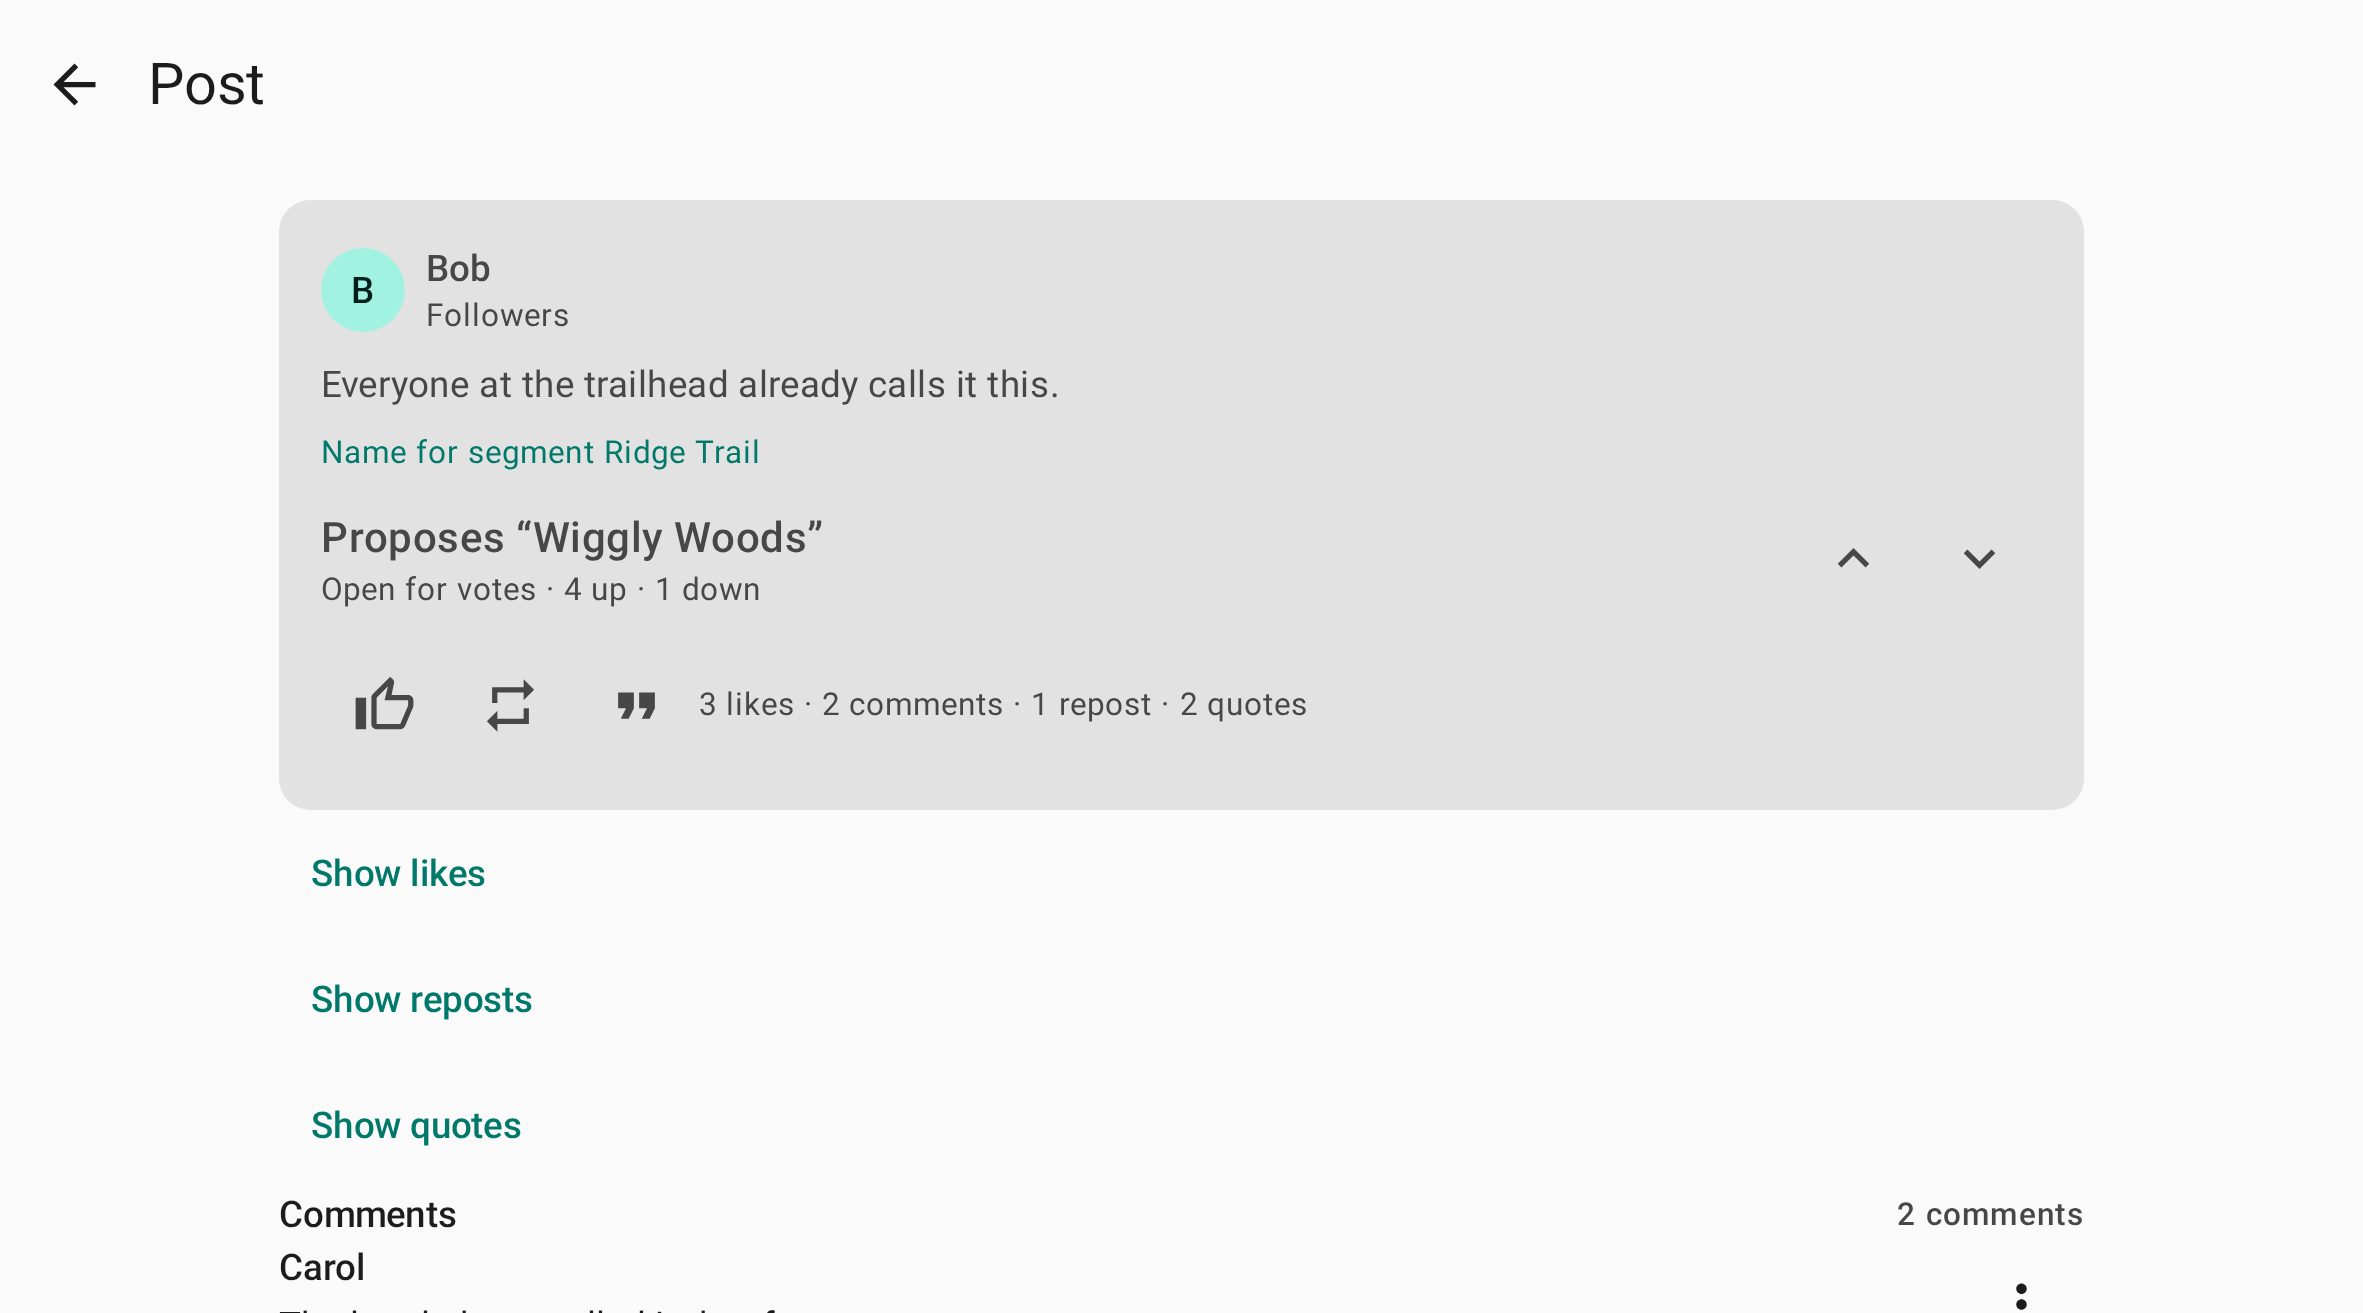 Post
B
Bob
Followers
Everyone at the trailhead already calls it this.
Name for segment Ridge Trail
Proposes “Wiggly Woods”
Open for votes · 4 up · 1 down
3 likes · 2 comments · 1 repost · 2 quotes
Show likes
Show reposts
Show quotes
Comments
2 comments
Carol